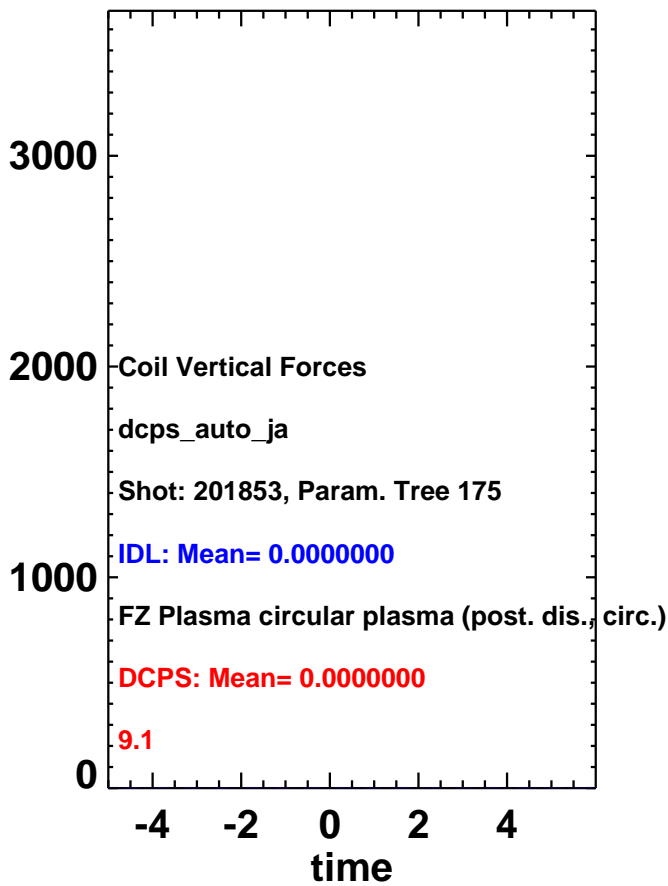 3000
2000
Coil Vertical Forces
dcps_auto_ja
Shot: 201853, Param. Tree 175
IDL: Mean= 0.0000000
1000
FZ Plasma circular plasma (post. dis., circ.)
DCPS: Mean= 0.0000000
9.1
0
-4 -2 0 2 4
time